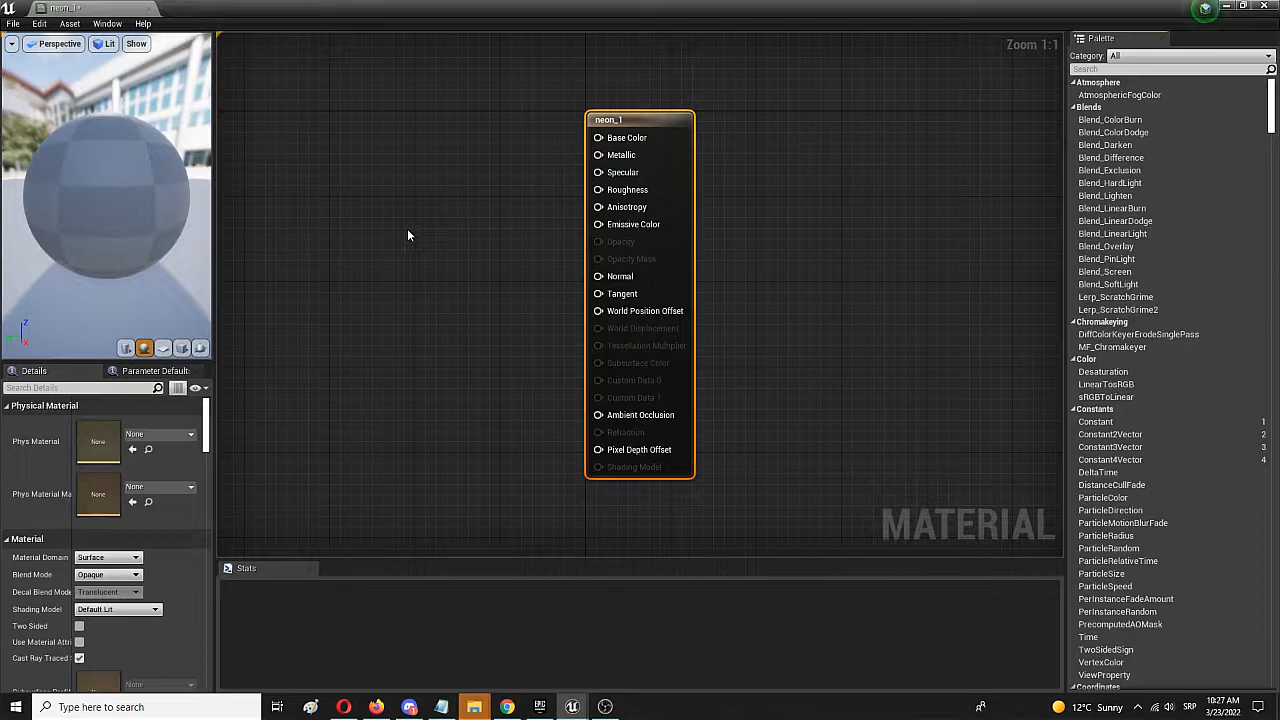 neon_1*
File Edit Asset Window Help
Perspective Lit Show
Zoom 1:1
Palette
Category: All
Search
Atmosphere
AtmosphericFogColor
Blends
Blend_ColorBurn
Blend_ColorDodge
Blend_Darken
Blend_Difference
Blend_Exclusion
Blend_HardLight
Blend_Lighten
Blend_LinearBurn
Blend_LinearDodge
Blend_LinearLight
Blend_Overlay
Blend_PinLight
Blend_Screen
Blend_SoftLight
Lerp_ScratchGrime
Lerp_ScratchGrime2
Chromakeying
DiffColorKeyerErodeSinglePass
MF_Chromakeyer
Color
Desaturation
LinearTosRGB
sRGBToLinear
Constants
Constant 1
Constant2Vector 2
Constant3Vector 3
Constant4Vector 4
DeltaTime
DistanceCullFade
ParticleColor
ParticleDirection
ParticleMotionBlurFade
ParticleRadius
ParticleRandom
ParticleRelativeTime
ParticleSize
ParticleSpeed
PerInstanceFadeAmount
PerInstanceRandom
PrecomputedAOMask
Time
TwoSidedSign
VertexColor
ViewProperty
Coordinates
neon_1
Base Color
Metallic
Specular
Roughness
Anisotropy
Emissive Color
Opacity
Opacity Mask
Normal
Tangent
World Position Offset
World Displacement
Tessellation Multiplier
Subsurface Color
Custom Data 0
Custom Data 1
Ambient Occlusion
Refraction
Pixel Depth Offset
Shading Model
MATERIAL
Z
X
Details Parameter Default
Search Details
Physical Material
Phys Material None None
Phys Material Ma None None
Material
Material Domain Surface
Blend Mode Opaque
Decal Blend Mode Translucent
Shading Model Default Lit
Two Sided
Use Material Attri
Cast Ray Traced
None
Stats
Type here to search
EPIC
12°C Sunny
SRP
10:27 AM
3/23/2022